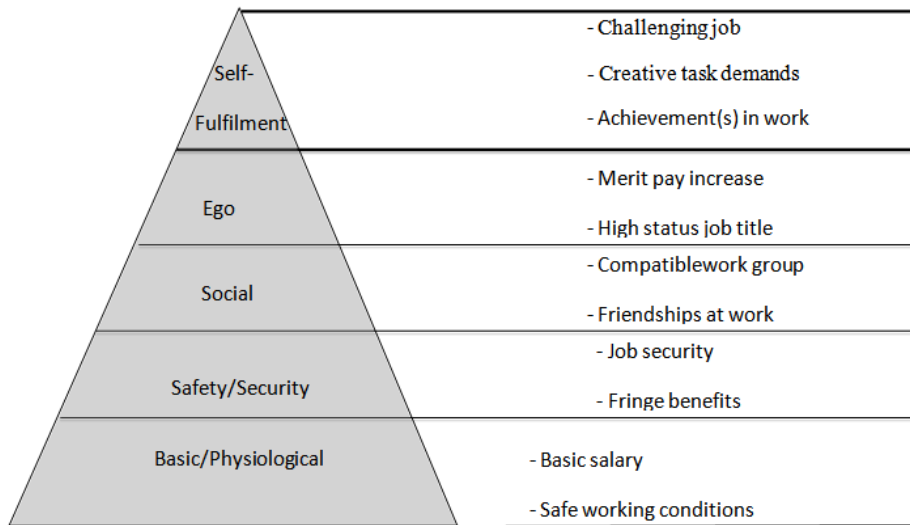 - Challenging job
Self-
- Creative task demands
Fulfilment
- Achievement(s) in work
- Merit pay increase
Ego
- High status job title
- Compatiblework group
Social
- Friendships at work
- Job security
Safety/Security
- Fringe benefits
Basic/Physiological
- Basic salary
- Safe working conditions